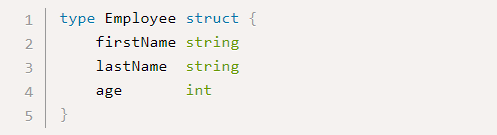 1 type Employee struct {
2     firstName string
3     lastName  string
4     age       int
5 }